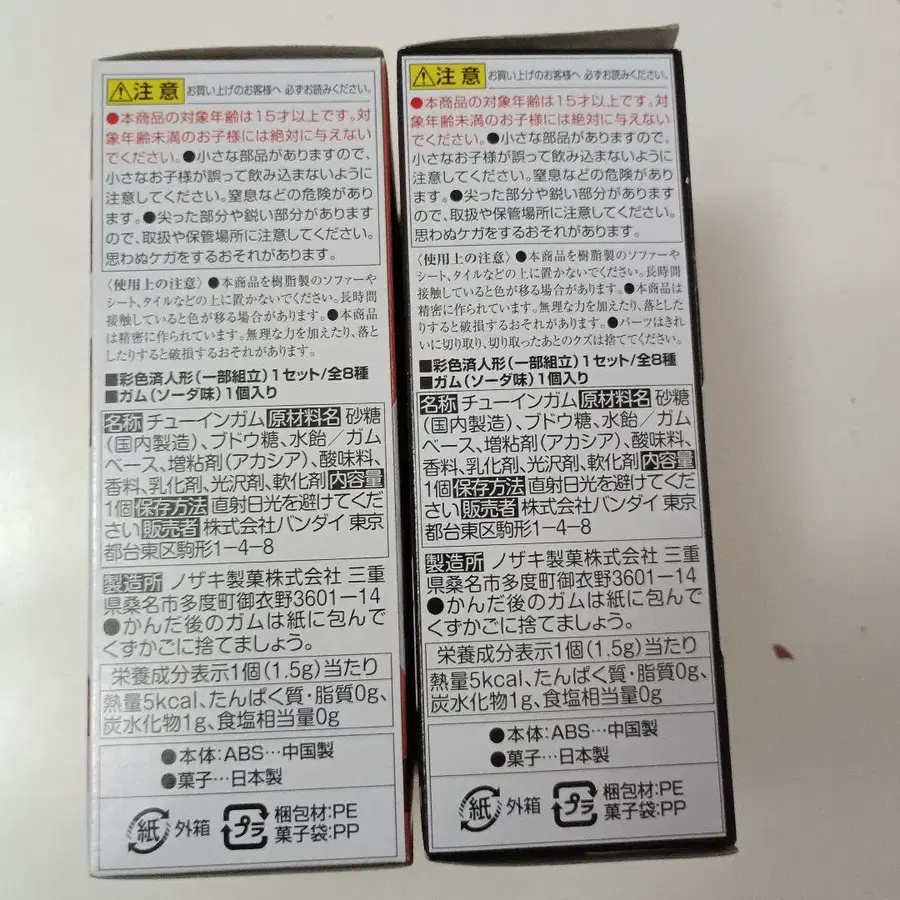 注意 お買い上げのお客様へ 必ずお読みください。
●本商品の対象年齢は15才以上です。対
象年齢未満のお子様には絶対に与えない
でください。●小さな部品がありますので、
小さなお子様が誤って飲み込まないように
注意してください。窒息などの危険があり
ます。●尖った部分や鋭い部分があります
ので、取扱や保管場所に注意してください。
思わぬケガをするおそれがあります。
〈使用上の注意〉●本商品を樹脂製のソファーや
シート、タイルなどの上に置かないでください。長時間
接触していると色が移る場合があります。●本商品
は精密に作られています。無理な力を加えたり、落と
したりすると破損するおそれがあります。
■彩色済人形(一部組立)1セット/全8種
■ガム(ソーダ味)1個入り
名称 チューインガム 原材料名 砂糖
(国内製造)、ブドウ糖、水飴/ガム
ベース、増粘剤(アカシア)、酸味料、
香料、乳化剤、光沢剤、軟化剤 内容量
1個 保存方法 直射日光を避けてくだ
さい 販売者 株式会社バンダイ 東京
都台東区駒形1-4-8
製造所 ノザキ製菓株式会社 三重
県桑名市多度町御衣野3601-14
●かんだ後のガムは紙に包んで
くずかごに捨てましょう。
栄養成分表示1個(1.5g)当たり
熱量5kcal、たんぱく質・脂質0g、
炭水化物1g、食塩相当量0g
●本体:ABS…中国製
●菓子…日本製
紙 外箱 プラ 梱包材:PE
菓子袋:PP
注意 お買い上げのお客様へ 必ずお読みください。
●本商品の対象年齢は15才以上です。対
象年齢未満のお子様には絶対に与えない
でください。●小さな部品がありますので、
小さなお子様が誤って飲み込まないように
注意してください。窒息などの危険があり
ます。●尖った部分や鋭い部分があります
ので、取扱や保管場所に注意してください。
思わぬケガをするおそれがあります。
〈使用上の注意〉●本商品を樹脂製のソファーや
シート、タイルなどの上に置かないでください。長時間
接触していると色が移る場合があります。●本商品は
精密に作られています。無理な力を加えたり、落とし
たりすると破損するおそれがあります。●パーツはきれ
いに切り取り、切り取ったあとのクズは捨ててください。
■彩色済人形(一部組立)1セット/全8種
■ガム(ソーダ味)1個入り
名称 チューインガム 原材料名 砂糖
(国内製造)、ブドウ糖、水飴/ガム
ベース、増粘剤(アカシア)、酸味料、
香料、乳化剤、光沢剤、軟化剤 内容量
1個 保存方法 直射日光を避けてくだ
さい 販売者 株式会社バンダイ 東京
都台東区駒形1-4-8
製造所 ノザキ製菓株式会社 三重
県桑名市多度町御衣野3601-14
●かんだ後のガムは紙に包んで
くずかごに捨てましょう。
栄養成分表示1個(1.5g)当たり
熱量5kcal、たんぱく質・脂質0g、
炭水化物1g、食塩相当量0g
●本体:ABS…中国製
●菓子…日本製
紙 外箱 プラ 梱包材:PE
菓子袋:PP